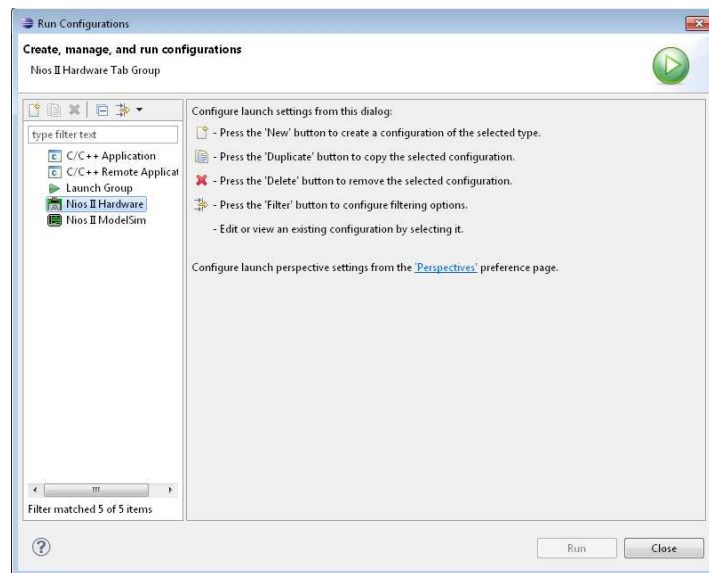 Run Configurations
Create, manage, and run configurations
Nios II Hardware Tab Group
type filter text
C/C++ Application
C/C++ Remote Applicat
Launch Group
Nios II Hardware
Nios II ModelSim
Filter matched 5 of 5 items
Configure launch settings from this dialog:
- Press the 'New' button to create a configuration of the selected type.
- Press the 'Duplicate' button to copy the selected configuration.
- Press the 'Delete' button to remove the selected configuration.
- Press the 'Filter' button to configure filtering options.
- Edit or view an existing configuration by selecting it.
Configure launch perspective settings from the 'Perspectives' preference page.
Run
Close